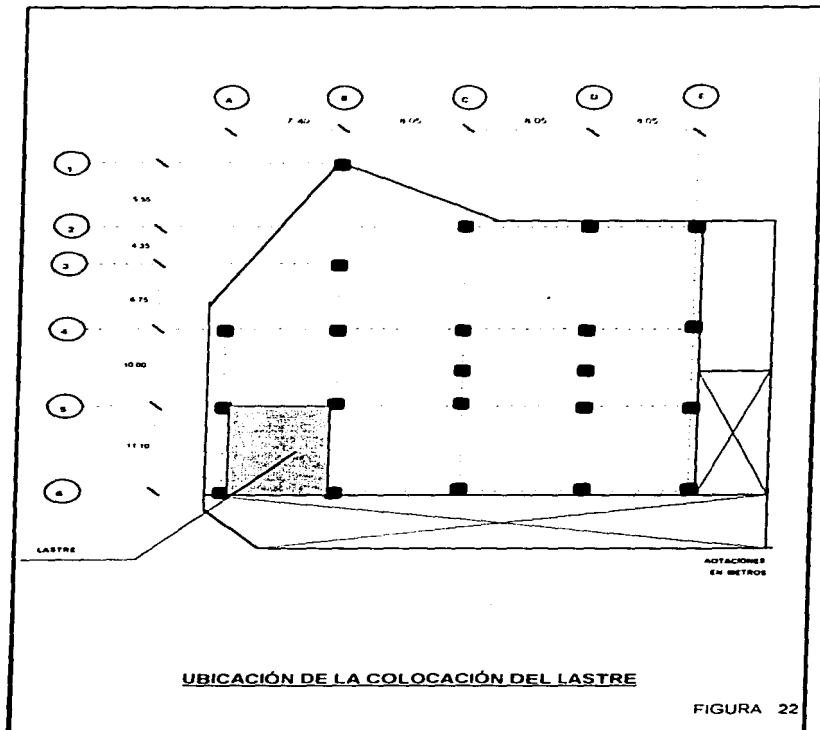 A B C D E
7.40 8.05 8.05 8.05
1
5.55
2
4.35
3
6.75
4
10.00
5
11.10
6
LASTRE
ACOTACIONES
EN METROS
UBICACIÓN DE LA COLOCACIÓN DEL LASTRE
FIGURA 22